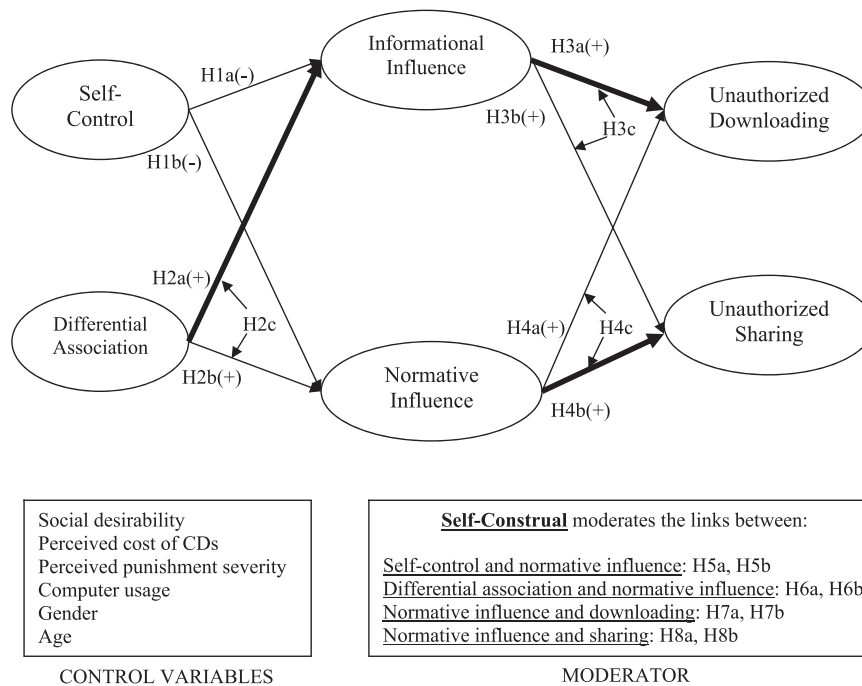 Informational
Influence
H3a(+)
H1a(-)
Self-
Control
Unauthorized
Downloading
H3b(+)
H3c
H1b(-)
H2a(+)
Differential
Association
H2c
H4a(+)
H4c
Unauthorized
Sharing
H2b(+)
Normative
Influence
H4b(+)
Social desirability
Perceived cost of CDs
Perceived punishment severity
Computer usage
Gender
Age
CONTROL VARIABLES
Self-Construal moderates the links between:
Self-control and normative influence: H5a, H5b
Differential association and normative influence: H6a, H6b
Normative influence and downloading: H7a, H7b
Normative influence and sharing: H8a, H8b
MODERATOR